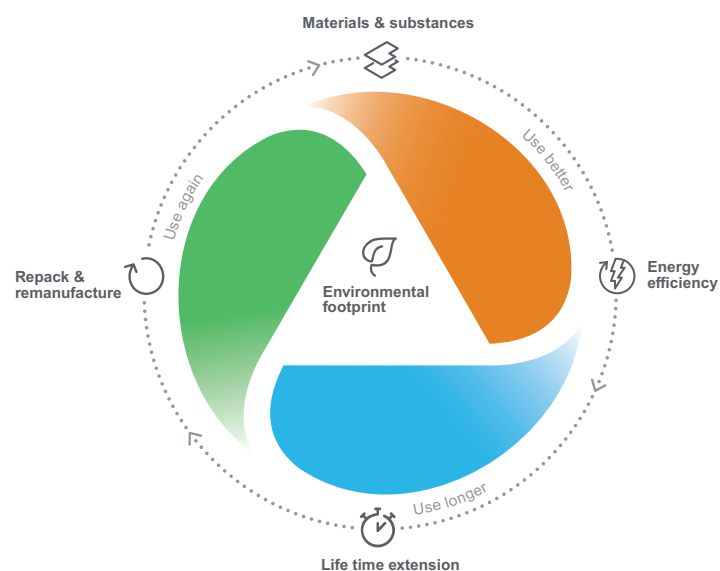 Materials & substances
Use better
Use again
Energy
efficiency
Repack &
remanufacture
Environmental
footprint
Use longer
Life time extension